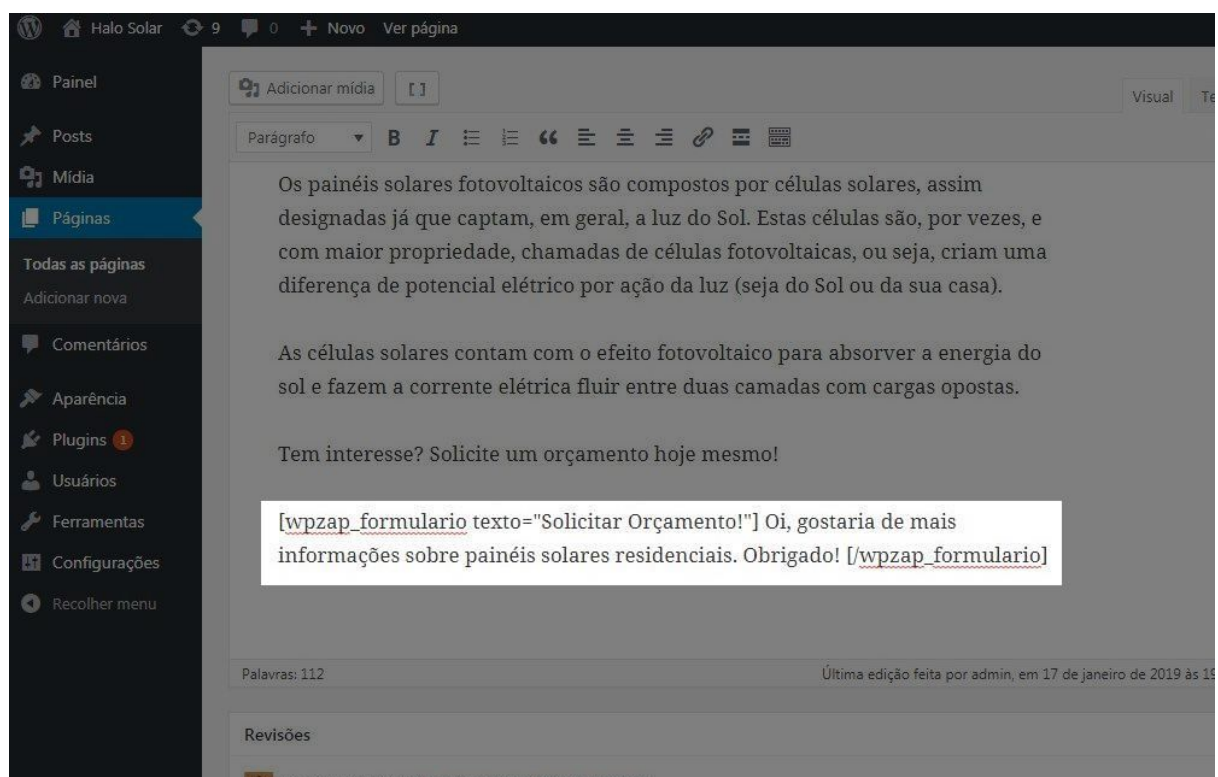 Halo Solar 9 0 + Novo Ver página
Painel
Posts
Mídia
Páginas
Todas as páginas
Adicionar nova
Comentários
Aparência
Plugins 1
Usuários
Ferramentas
Configurações
Recolher menu
Adicionar mídia [ ]
Visual
Parágrafo B I
Os painéis solares fotovoltaicos são compostos por células solares, assim
designadas já que captam, em geral, a luz do Sol. Estas células são, por vezes, e
com maior propriedade, chamadas de células fotovoltaicas, ou seja, criam uma
diferença de potencial elétrico por ação da luz (seja do Sol ou da sua casa).
As células solares contam com o efeito fotovoltaico para absorver a energia do
sol e fazem a corrente elétrica fluir entre duas camadas com cargas opostas.
Tem interesse? Solicite um orçamento hoje mesmo!
[wpzap_formulario texto="Solicitar Orçamento!"] Oi, gostaria de mais
informações sobre painéis solares residenciais. Obrigado! [/wpzap_formulario]
Palavras: 112
Última edição feita por admin, em 17 de janeiro de 2019 às 19
Revisões